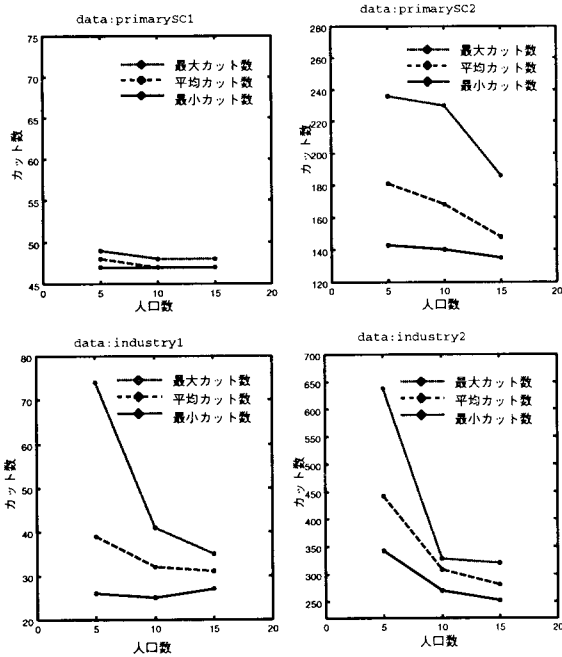 data:primarySC1
75
70
65
60
55
50
45
カット数
最大カット数
平均カット数
最小カット数
0
5
10
15
20
人口数
data:primarySC2
280
260
240
220
200
180
160
140
120
カット数
最大カット数
平均カット数
最小カット数
0
5
10
15
20
人口数
data:industry1
80
70
60
50
40
30
20
カット数
最大カット数
平均カット数
最小カット数
0
5
10
15
20
人口数
data:industry2
700
650
600
550
500
450
400
350
300
250
カット数
最大カット数
平均カット数
最小カット数
0
5
10
15
20
人口数